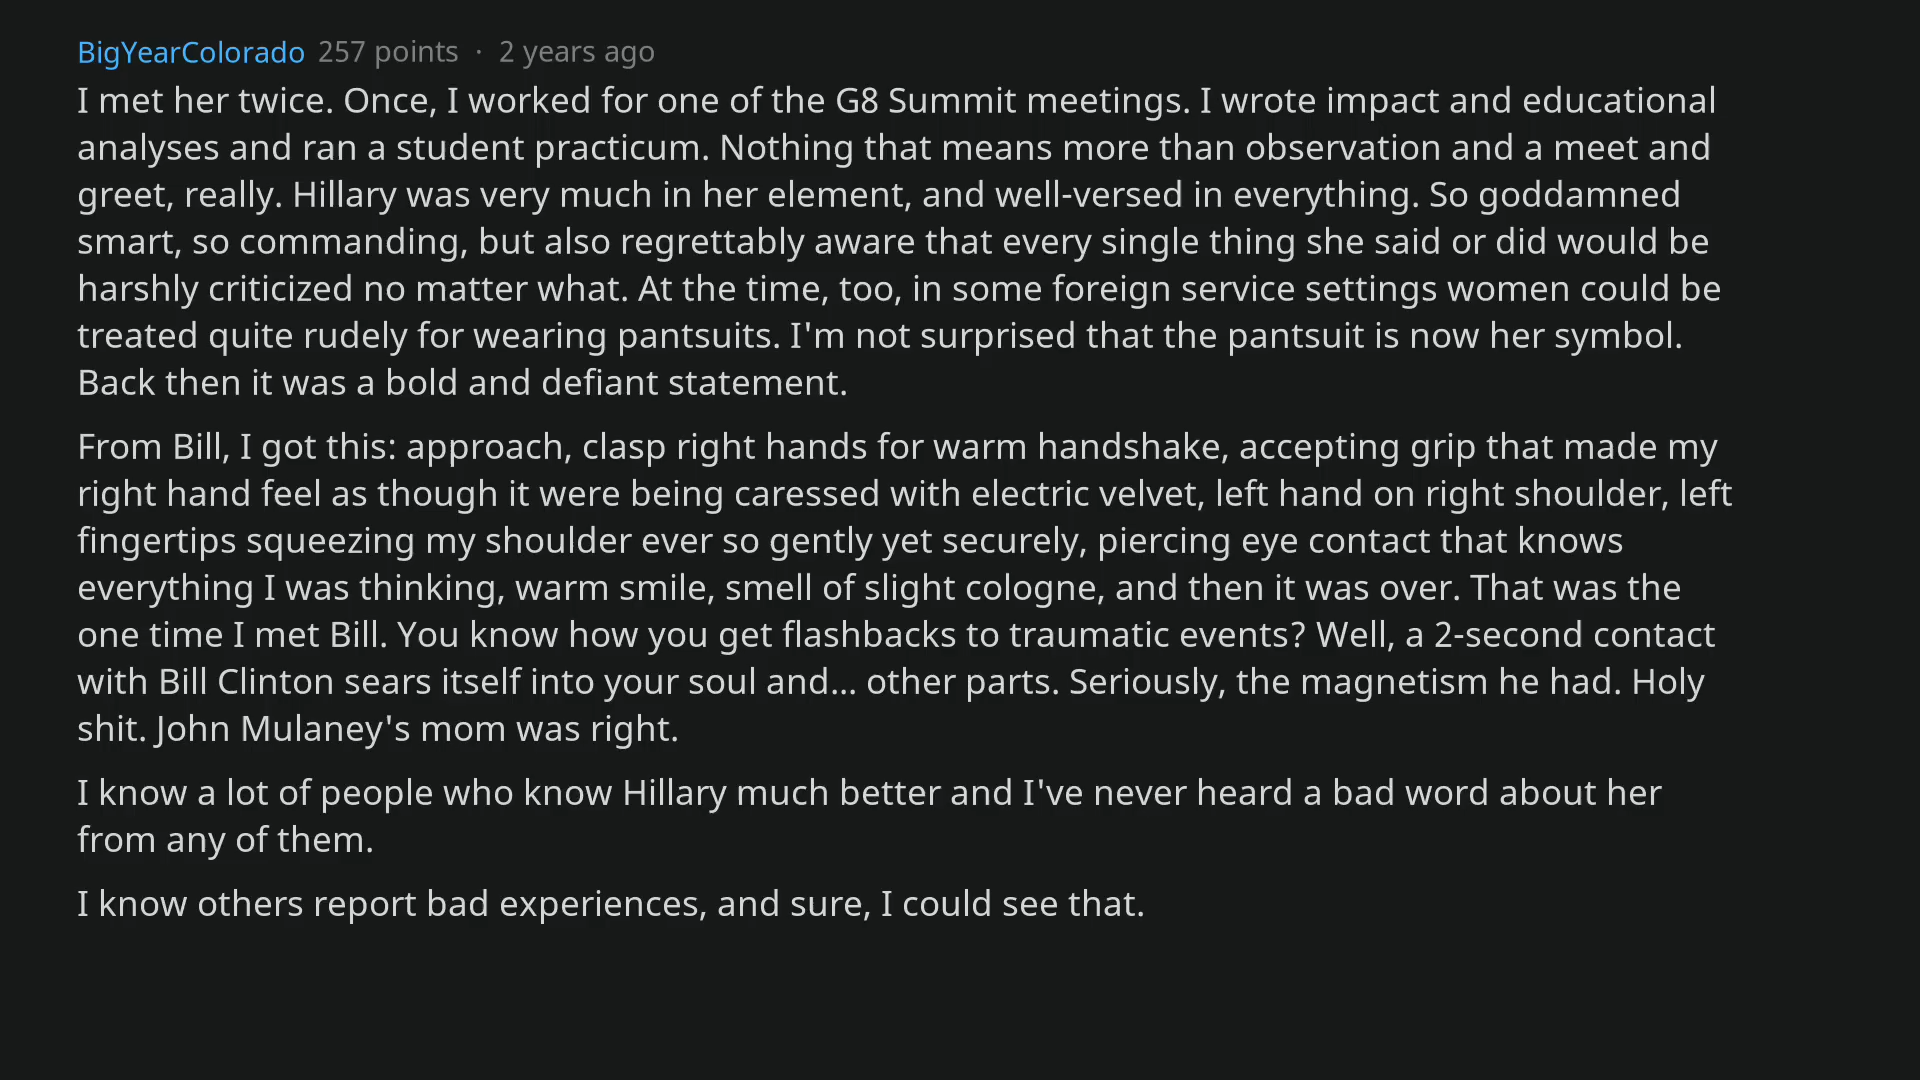 BigYearColorado 257 points · 2 years ago
I met her twice. Once, I worked for one of the G8 Summit meetings. I wrote impact and educational
analyses and ran a student practicum. Nothing that means more than observation and a meet and
greet, really. Hillary was very much in her element, and well-versed in everything. So goddamned
smart, so commanding, but also regrettably aware that every single thing she said or did would be
harshly criticized no matter what. At the time, too, in some foreign service settings women could be
treated quite rudely for wearing pantsuits. I'm not surprised that the pantsuit is now her symbol.
Back then it was a bold and defiant statement.
From Bill, I got this: approach, clasp right hands for warm handshake, accepting grip that made my
right hand feel as though it were being caressed with electric velvet, left hand on right shoulder, left
fingertips squeezing my shoulder ever so gently yet securely, piercing eye contact that knows
everything I was thinking, warm smile, smell of slight cologne, and then it was over. That was the
one time I met Bill. You know how you get flashbacks to traumatic events? Well, a 2-second contact
with Bill Clinton sears itself into your soul and... other parts. Seriously, the magnetism he had. Holy
shit. John Mulaney's mom was right.
I know a lot of people who know Hillary much better and I've never heard a bad word about her
from any of them.
I know others report bad experiences, and sure, I could see that.